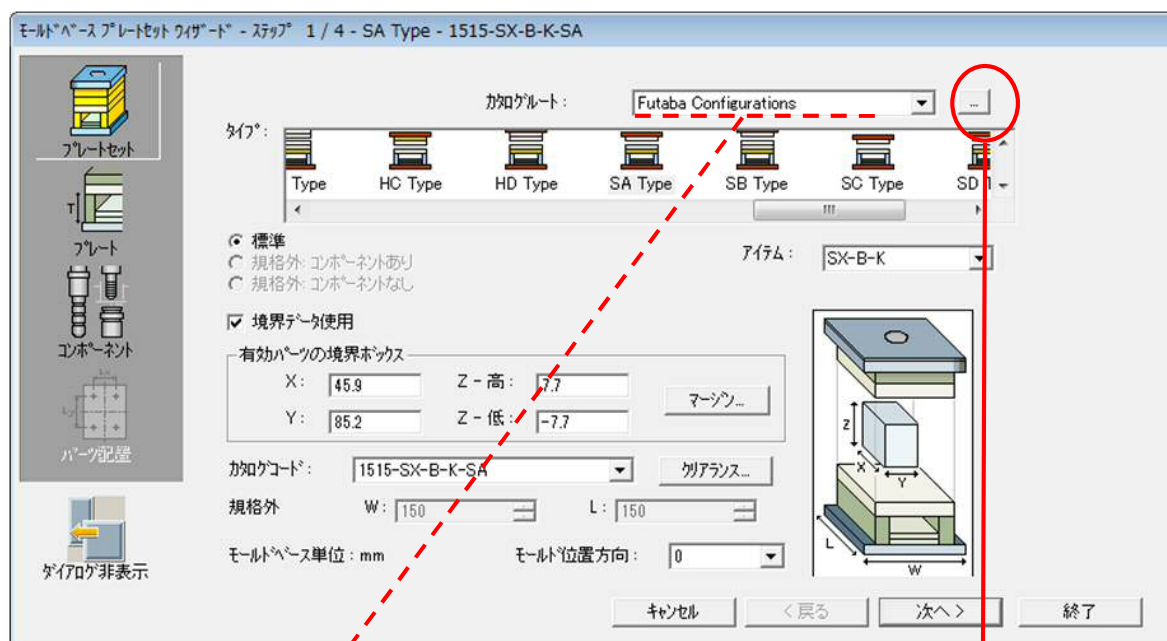 モールドベース プレートセット ウィザード - ステップ 1 / 4 - SA Type - 1515-SX-B-K-SA
プレートセット
T
プレート
コンポーネント
パーツ配置
ダイアログ非表示
カタログルート :
Futaba Configurations
...
タイプ :
Type
HC Type
HD Type
SA Type
SB Type
SC Type
SD T
標準
規格外: コンポーネントあり
規格外: コンポーネントなし
アイテム :
SX-B-K
境界データ使用
有効パーツの境界ボックス
X : 45.9
Z - 高 : 7.7
Y : 85.2
Z - 低 : -7.7
マージン...
カタログコード :
1515-SX-B-K-SA
クリアランス...
規格外
W : 150
L : 150
モールドベース単位 : mm
モールド位置方向 :
0
Z
X
Y
L
W
キャンセル
< 戻る
次へ >
終了